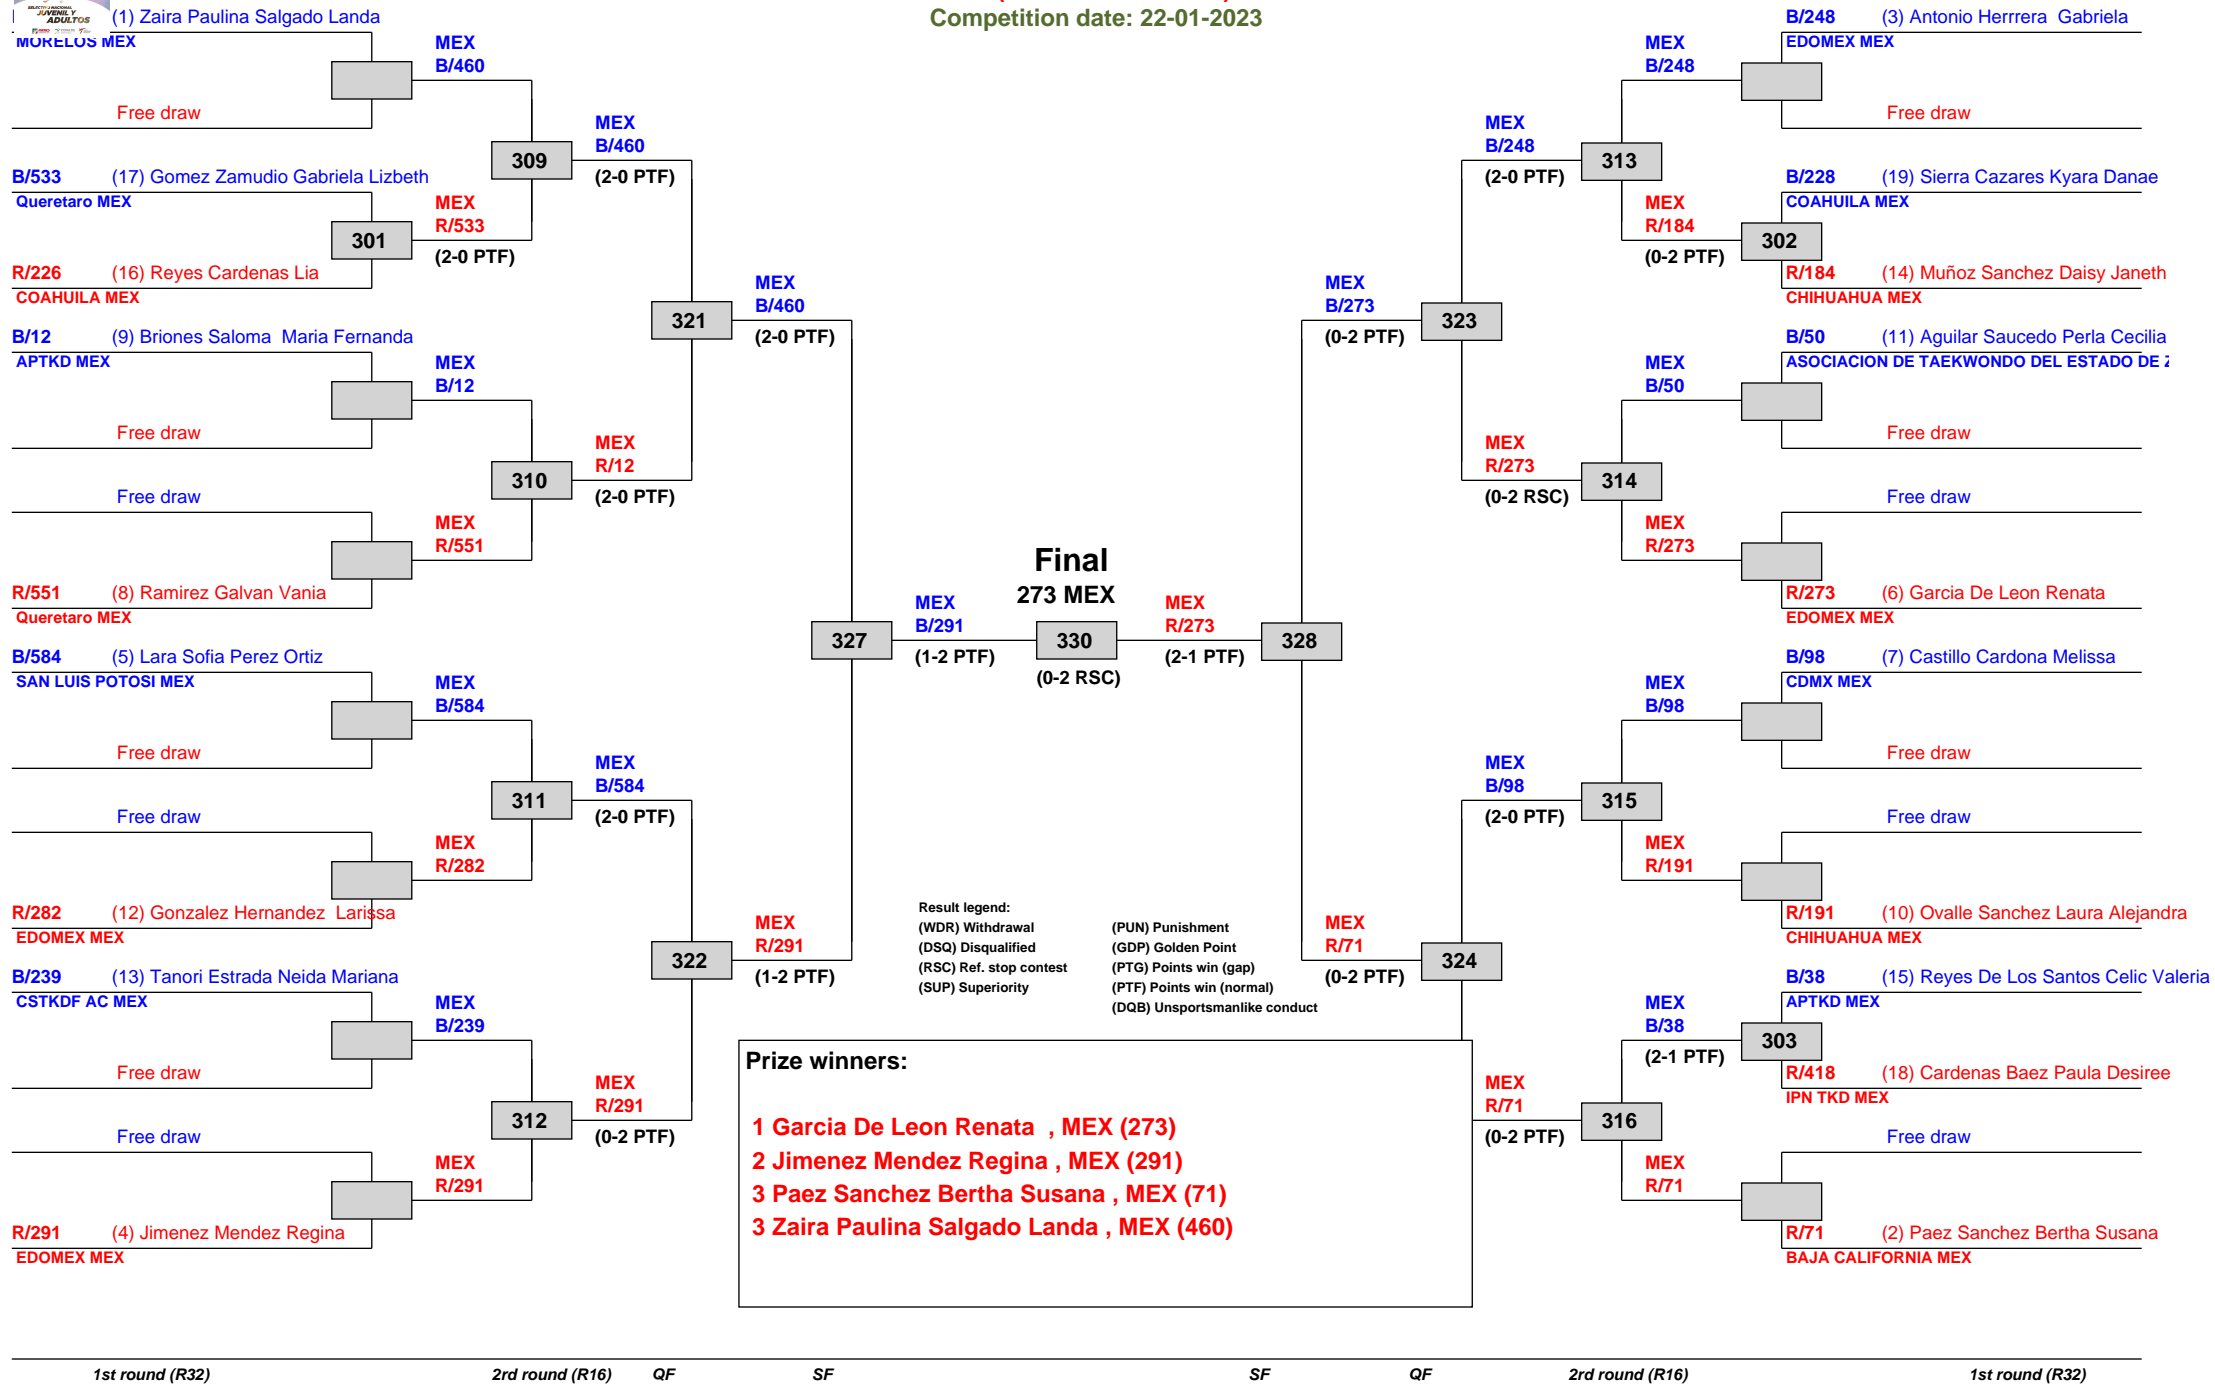 SELECTIVO NACIONAL
JUVENIL Y
ADULTOS
(1) Zaira Paulina Salgado Landa
MORELOS MEX
Competition date: 22-01-2023
MEX
B/460
Free draw
B/533 (17) Gomez Zamudio Gabriela Lizbeth
Queretaro MEX
301
R/226 (16) Reyes Cardenas Lia
COAHUILA MEX
MEX
R/533
(2-0 PTF)
309
MEX
B/460
(2-0 PTF)
B/12 (9) Briones Saloma  Maria Fernanda
APTKD MEX
MEX
B/12
Free draw
Free draw
R/551 (8) Ramirez Galvan Vania
Queretaro MEX
MEX
R/551
310
MEX
R/12
(2-0 PTF)
321
MEX
B/460
(2-0 PTF)
B/584 (5) Lara Sofia Perez Ortiz
SAN LUIS POTOSI MEX
MEX
B/584
Free draw
Free draw
R/282 (12) Gonzalez Hernandez  Larissa
EDOMEX MEX
MEX
R/282
311
MEX
B/584
(2-0 PTF)
B/239 (13) Tanori Estrada Neida Mariana
CSTKDF AC MEX
MEX
B/239
Free draw
Free draw
R/291 (4) Jimenez Mendez Regina
EDOMEX MEX
MEX
R/291
312
MEX
R/291
(0-2 PTF)
322
MEX
R/291
(1-2 PTF)
327
MEX
B/291
(1-2 PTF)
Final
273 MEX
330
(0-2 RSC)
MEX
R/273
(2-1 PTF)
328
MEX
B/273
(0-2 PTF)
323
MEX
B/248
(2-0 PTF)
313
MEX
B/248
B/248 (3) Antonio Herrrera  Gabriela
EDOMEX MEX
Free draw
MEX
R/184
(0-2 PTF)
302
B/228 (19) Sierra Cazares Kyara Danae
COAHUILA MEX
R/184 (14) Muñoz Sanchez Daisy Janeth
CHIHUAHUA MEX
MEX
R/273
(0-2 RSC)
314
MEX
B/50
B/50 (11) Aguilar Saucedo Perla Cecilia
ASOCIACION DE TAEKWONDO DEL ESTADO DE
Free draw
Free draw
MEX
R/273
R/273 (6) Garcia De Leon Renata
EDOMEX MEX
MEX
R/71
(0-2 PTF)
324
MEX
B/98
(2-0 PTF)
315
MEX
B/98
B/98 (7) Castillo Cardona Melissa
CDMX MEX
Free draw
Free draw
MEX
R/191
R/191 (10) Ovalle Sanchez Laura Alejandra
CHIHUAHUA MEX
MEX
R/71
(0-2 PTF)
316
MEX
B/38
(2-1 PTF)
303
B/38 (15) Reyes De Los Santos Celic Valeria
APTKD MEX
R/418 (18) Cardenas Baez Paula Desiree
IPN TKD MEX
Free draw
MEX
R/71
R/71 (2) Paez Sanchez Bertha Susana
BAJA CALIFORNIA MEX
Result legend:
(WDR) Withdrawal
(DSQ) Disqualified
(RSC) Ref. stop contest
(SUP) Superiority
(PUN) Punishment
(GDP) Golden Point
(PTG) Points win (gap)
(PTF) Points win (normal)
(DQB) Unsportsmanlike conduct
Prize winners:
1 Garcia De Leon Renata  , MEX (273)
2 Jimenez Mendez Regina , MEX (291)
3 Paez Sanchez Bertha Susana , MEX (71)
3 Zaira Paulina Salgado Landa , MEX (460)
1st round (R32) 2rd round (R16) QF SF SF QF 2rd round (R16) 1st round (R32)